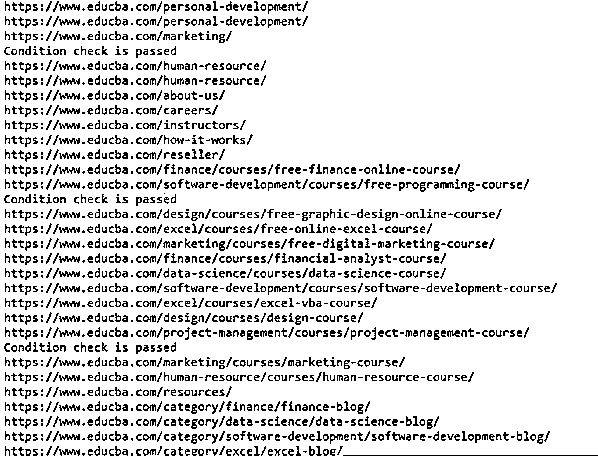 https://www.educba.com/personal-development/
https://www.educba.com/personal-development/
https://www.educba.com/marketing/
Condition check is passed
https://www.educba.com/human-resource/
https://www.educba.com/human-resource/
https://www.educba.com/about-us/
https://www.educba.com/careers/
https://www.educba.com/instructors/
https://www.educba.com/how-it-works/
https://www.educba.com/reseller/
https://www.educba.com/finance/courses/free-finance-online-course/
https://www.educba.com/software-development/courses/free-programming-course/
Condition check is passed
https://www.educba.com/design/courses/free-graphic-design-online-course/
https://www.educba.com/excel/courses/free-online-excel-course/
https://www.educba.com/marketing/courses/free-digital-marketing-course/
https://www.educba.com/finance/courses/financial-analyst-course/
https://www.educba.com/data-science/courses/data-science-course/
https://www.educba.com/software-development/courses/software-development-course/
https://www.educba.com/excel/courses/excel-vba-course/
https://www.educba.com/design/courses/design-course/
https://www.educba.com/project-management/courses/project-management-course/
Condition check is passed
https://www.educba.com/marketing/courses/marketing-course/
https://www.educba.com/human-resource/courses/human-resource-course/
https://www.educba.com/resources/
https://www.educba.com/category/finance/finance-blog/
https://www.educba.com/category/data-science/data-science-blog/
https://www.educba.com/category/software-development/software-development-blog/
https://www.educba.com/category/excel/excel-blog/